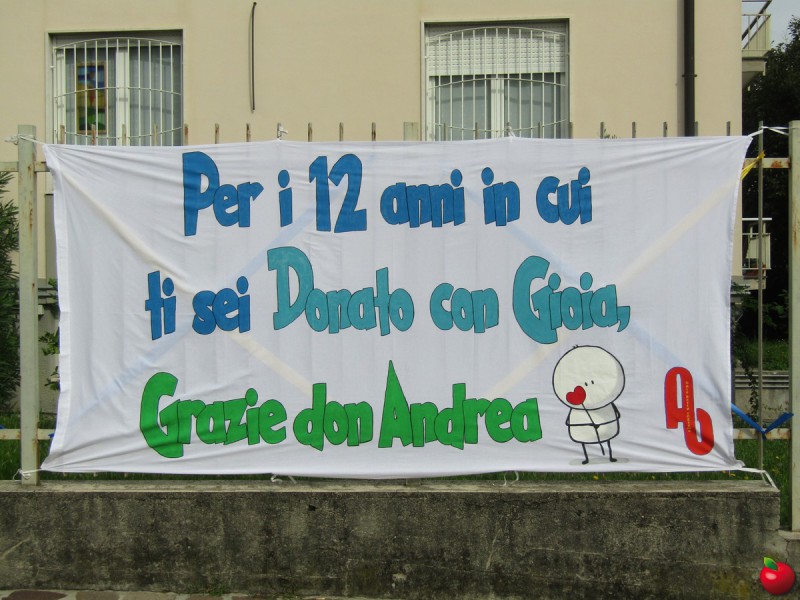 Per i 12 anni in cui
ti sei Donato con Gioia,
Grazie don Andrea